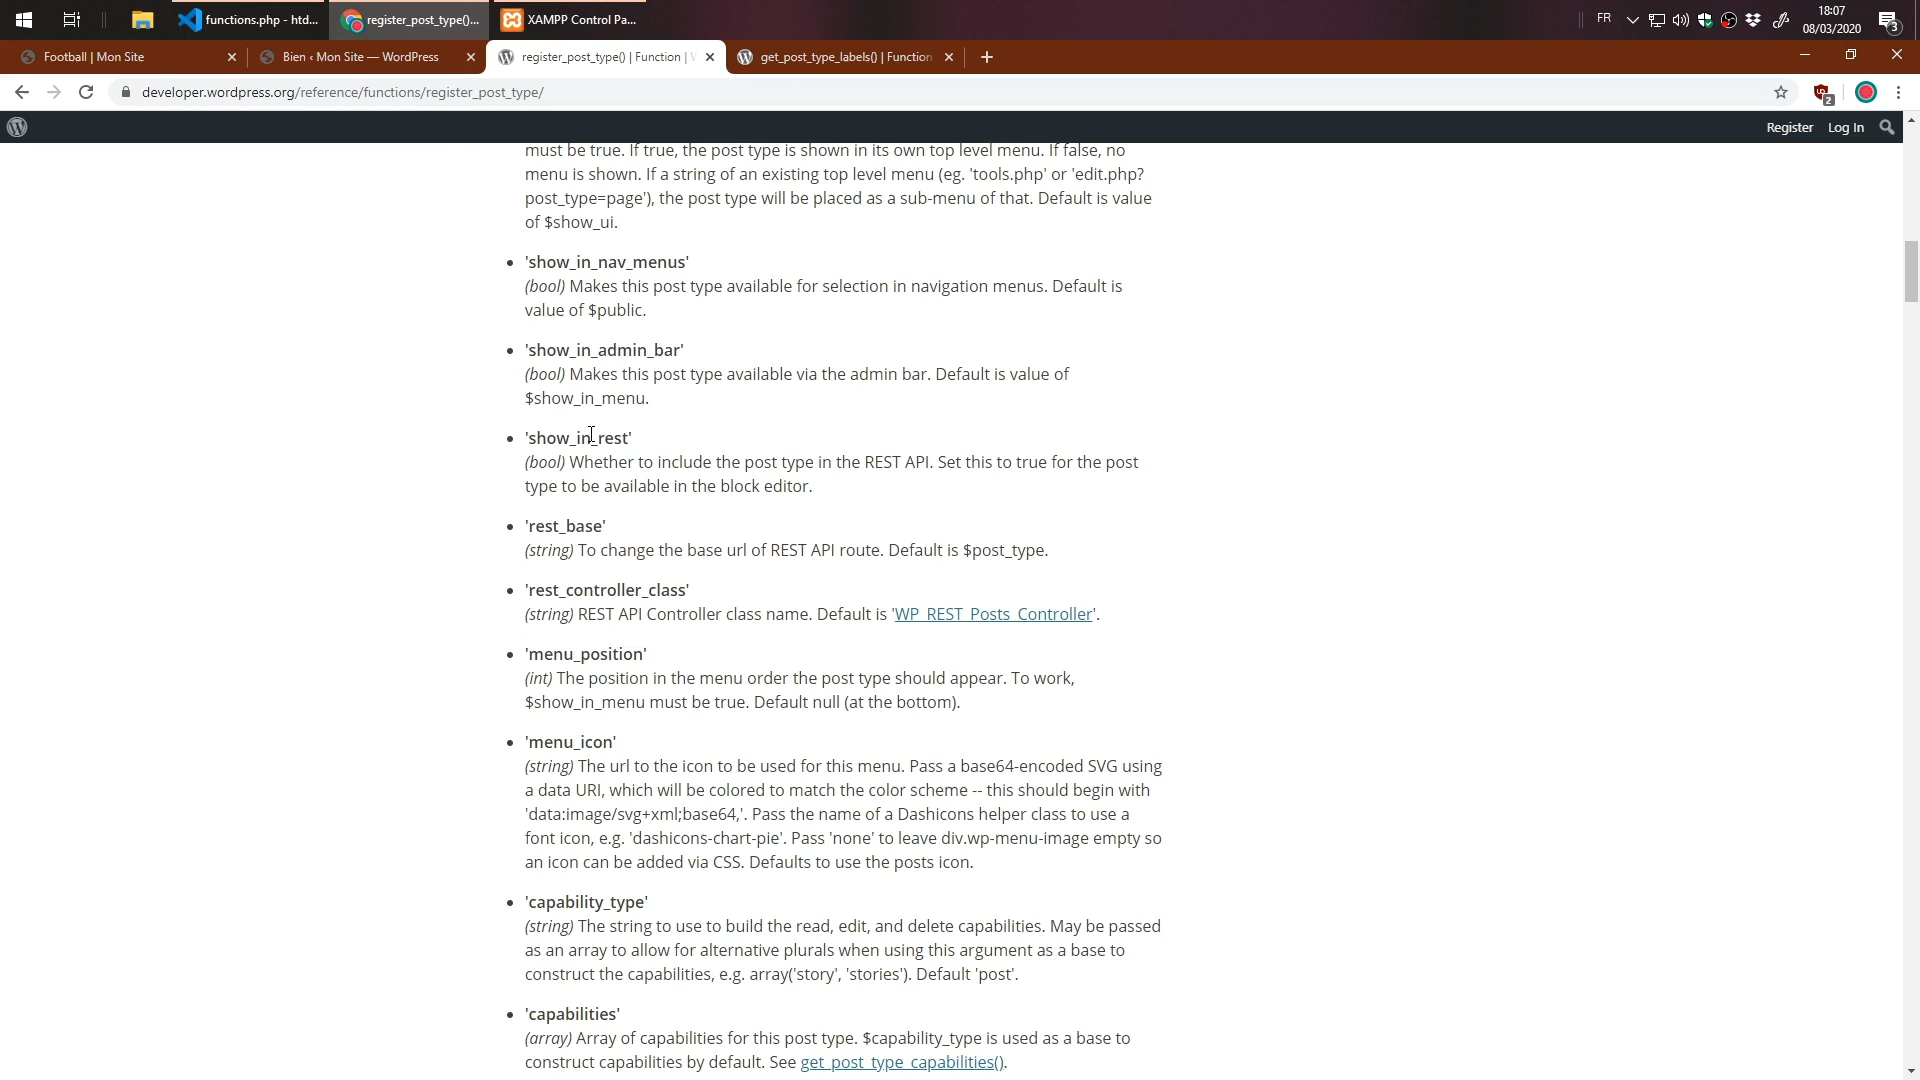 functions.php - htd...
register_post_type()...
XAMPP Control Pa...
FR
18:07
08/03/2020
3
Football | Mon Site
Bien ‹ Mon Site — WordPress
register_post_type() | Function |
get_post_type_labels() | Function
developer.wordpress.org/reference/functions/register_post_type/
2
Register
Log In
must be true. If true, the post type is shown in its own top level menu. If false, no
menu is shown. If a string of an existing top level menu (eg. 'tools.php' or 'edit.php?
post_type=page'), the post type will be placed as a sub-menu of that. Default is value
of $show_ui.
'show_in_nav_menus'
(bool) Makes this post type available for selection in navigation menus. Default is
value of $public.
'show_in_admin_bar'
(bool) Makes this post type available via the admin bar. Default is value of
$show_in_menu.
'show_in_rest'
(bool) Whether to include the post type in the REST API. Set this to true for the post
type to be available in the block editor.
'rest_base'
(string) To change the base url of REST API route. Default is $post_type.
'rest_controller_class'
(string) REST API Controller class name. Default is 'WP_REST_Posts_Controller'.
'menu_position'
(int) The position in the menu order the post type should appear. To work,
$show_in_menu must be true. Default null (at the bottom).
'menu_icon'
(string) The url to the icon to be used for this menu. Pass a base64-encoded SVG using
a data URI, which will be colored to match the color scheme -- this should begin with
'data:image/svg+xml;base64,'. Pass the name of a Dashicons helper class to use a
font icon, e.g. 'dashicons-chart-pie'. Pass 'none' to leave div.wp-menu-image empty so
an icon can be added via CSS. Defaults to use the posts icon.
'capability_type'
(string) The string to use to build the read, edit, and delete capabilities. May be passed
as an array to allow for alternative plurals when using this argument as a base to
construct the capabilities, e.g. array('story', 'stories'). Default 'post'.
'capabilities'
(array) Array of capabilities for this post type. $capability_type is used as a base to
construct capabilities by default. See get_post_type_capabilities().